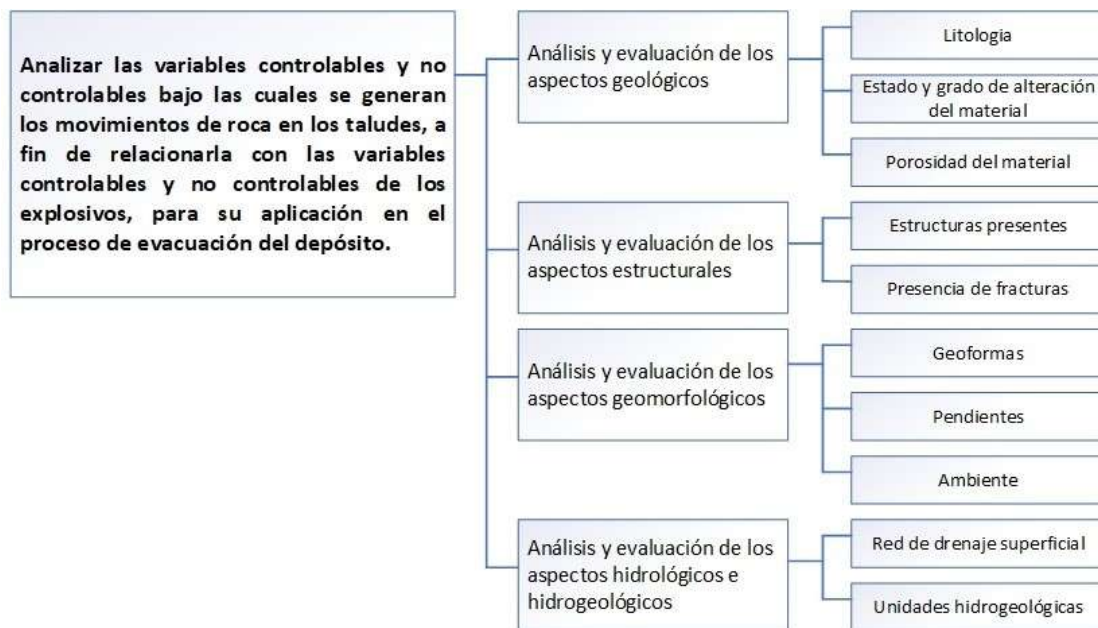 Analizar las variables controlables y no
controlables bajo las cuales se generan
los movimientos de roca en los taludes, a
fin de relacionarla con las variables
controlables y no controlables de los
explosivos, para su aplicación en el
proceso de evacuación del depósito.
Análisis y evaluación de los
aspectos geológicos
Litologia
Estado y grado de alteración
del material
Porosidad del material
Análisis y evaluación de los
aspectos estructurales
Estructuras presentes
Presencia de fracturas
Análisis y evaluación de los
aspectos geomorfológicos
Geoformas
Pendientes
Ambiente
Análisis y evaluación de los
aspectos hidrológicos e
hidrogeológicos
Red de drenaje superficial
Unidades hidrogeológicas